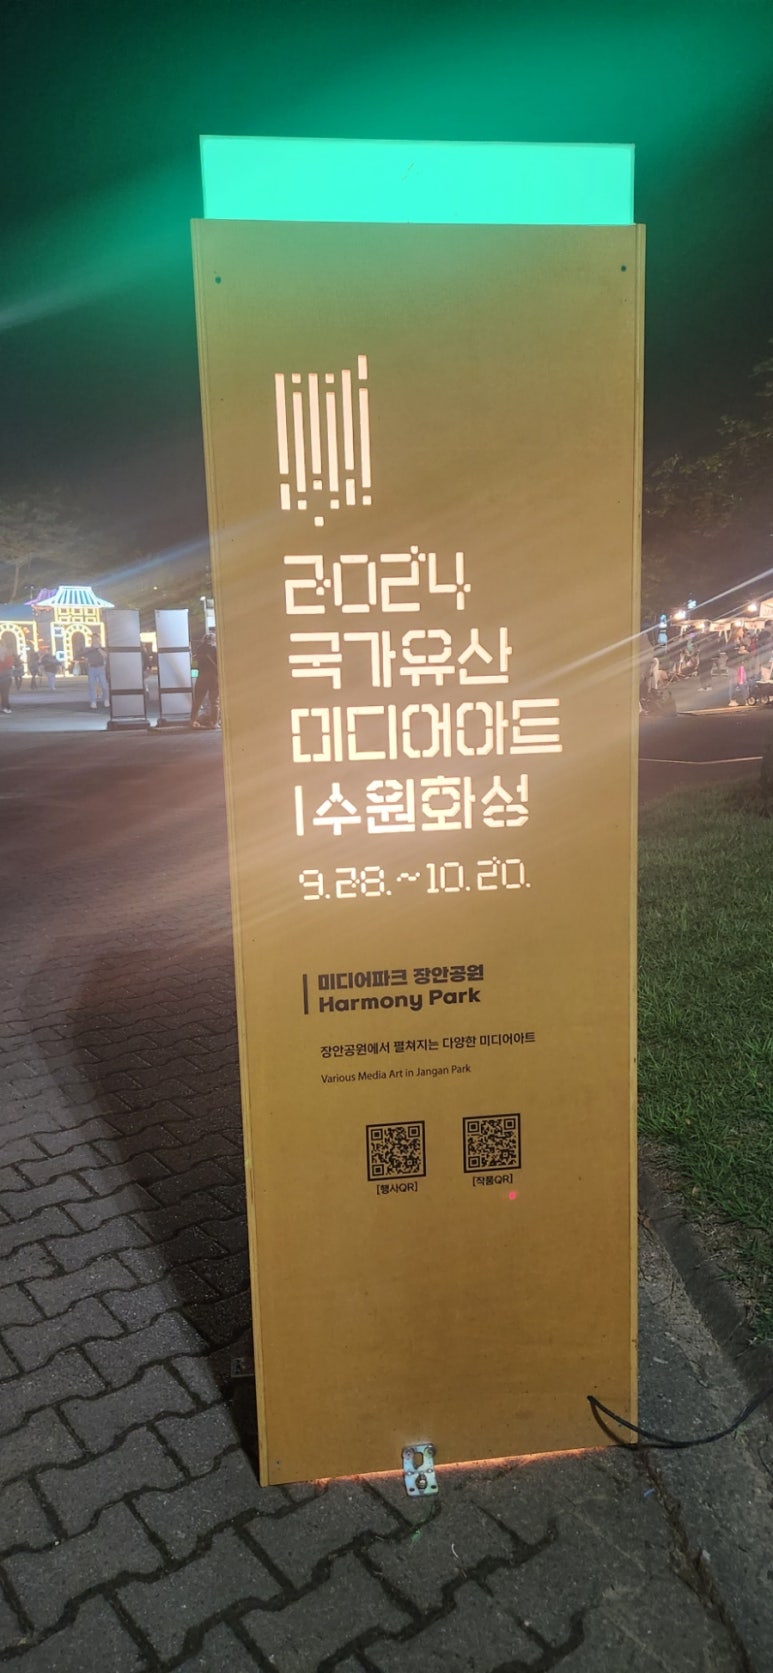 2024
국가유산
미디어아트
|수원화성
9.28.~10.20.
미디어파크 장안공원
Harmony Park
장안공원에서 펼쳐지는 다양한 미디어아트
Various Media Art in Jangan Park
[행사QR] [작품QR]